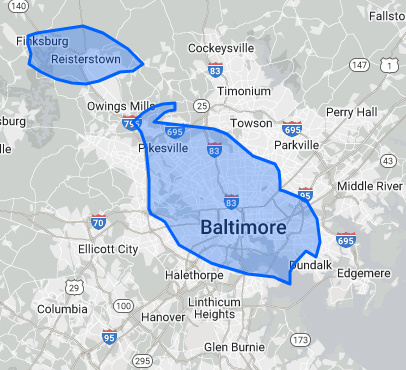 140
Finksburg
Fallsto
Cockeysville
Reisterstown
83
147
1
Timonium
Owings Mills
25
Perry Hall
sburg
795
Towson
695
695
Pikesville
83
Parkville
lle
43
95
Middle River
83
70
Baltimore
Ellicott City
695
Dundalk
Halethorpe
Edgemere
29
Linthicum
Heights
Columbia
100
Hanover
95
173
Glen Burnie
295